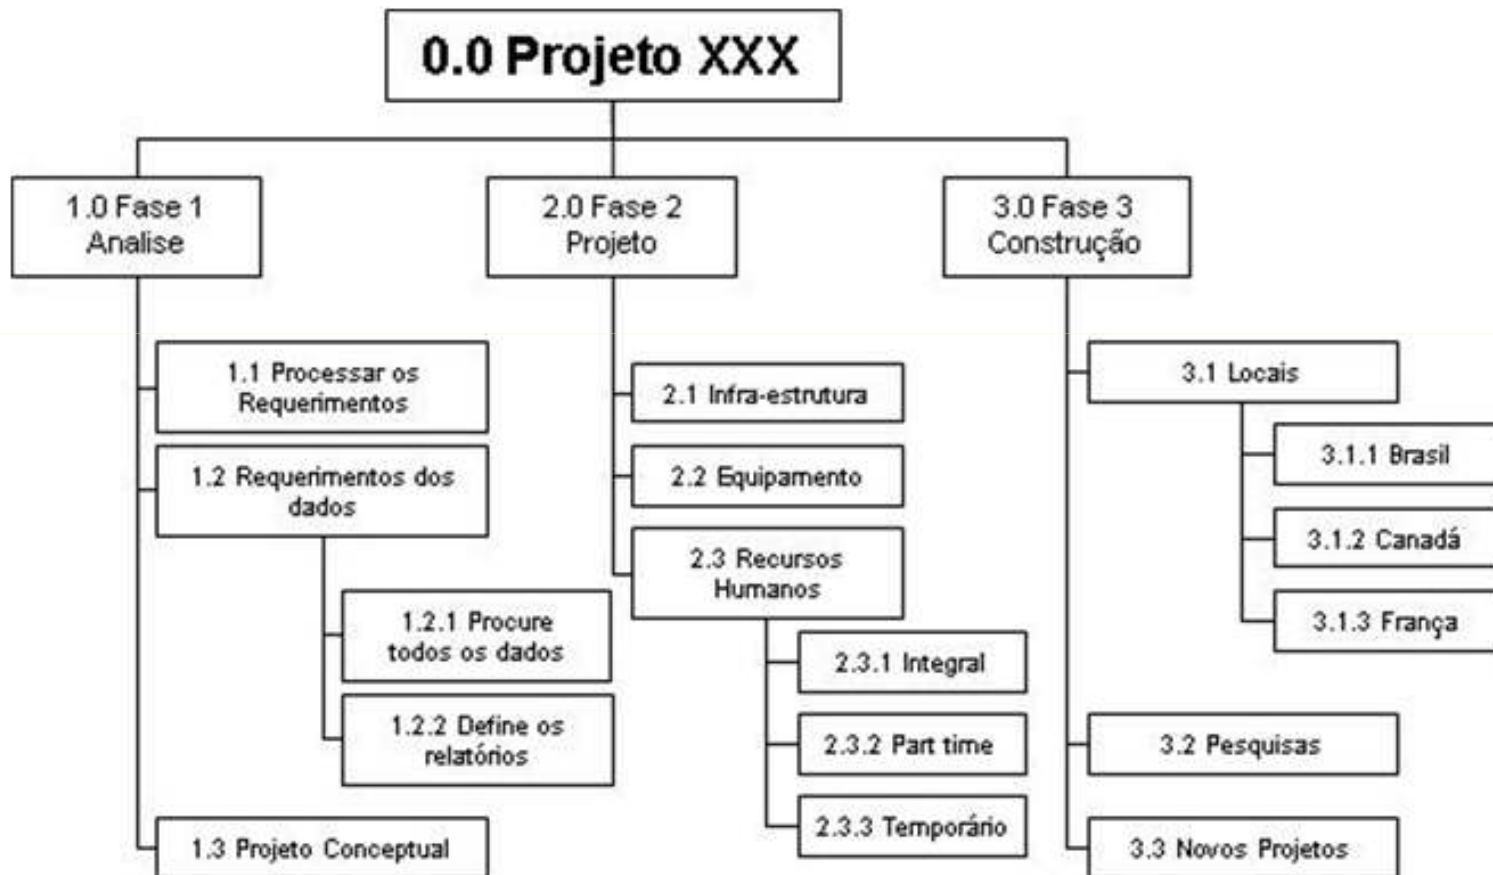 0.0 Projeto XXX
1.0 Fase 1
Analise
1.1 Processar os
Requerimentos
1.2 Requerimentos dos
dados
1.2.1 Procure
todos os dados
1.2.2 Define os
relatórios
1.3 Projeto Conceptual
2.0 Fase 2
Projeto
2.1 Infra-estrutura
2.2 Equipamento
2.3 Recursos
Humanos
2.3.1 Integral
2.3.2 Part time
2.3.3 Temporário
3.0 Fase 3
Construção
3.1 Locais
3.1.1 Brasil
3.1.2 Canadá
3.1.3 França
3.2 Pesquisas
3.3 Novos Projetos